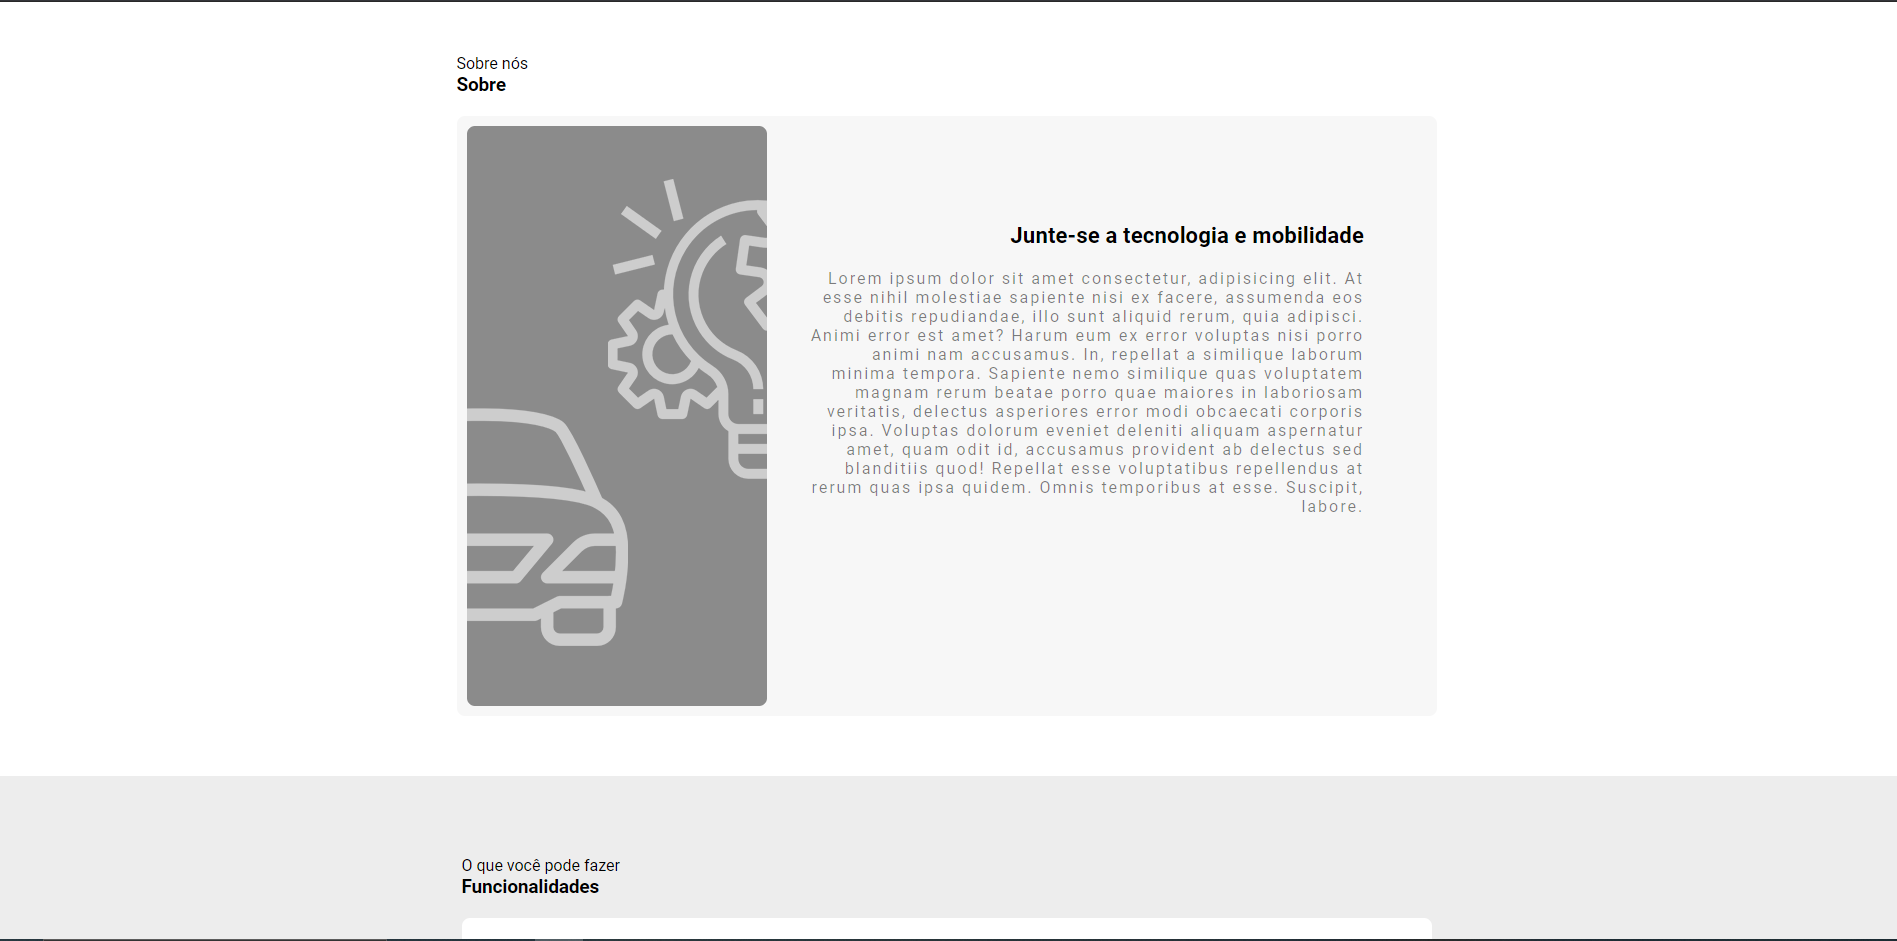 Sobre nós
Sobre
Junte-se a tecnologia e mobilidade
Lorem ipsum dolor sit amet consectetur, adipisicing elit. At
esse nihil molestiae sapiente nisi ex facere, assumenda eos
debitis repudiandae, illo sunt aliquid rerum, quia adipisci.
Animi error est amet? Harum eum ex error voluptas nisi porro
animi nam accusamus. In, repellat a similique laborum
minima tempora. Sapiente nemo similique quas voluptatem
magnam rerum beatae porro quae maiores in laboriosam
veritatis, delectus asperiores error modi obcaecati corporis
ipsa. Voluptas dolorum eveniet deleniti aliquam aspernatur
amet, quam odit id, accusamus provident ab delectus sed
blanditiis quod! Repellat esse voluptatibus repellendus at
rerum quas ipsa quidem. Omnis temporibus at esse. Suscipit,
labore.
O que você pode fazer
Funcionalidades